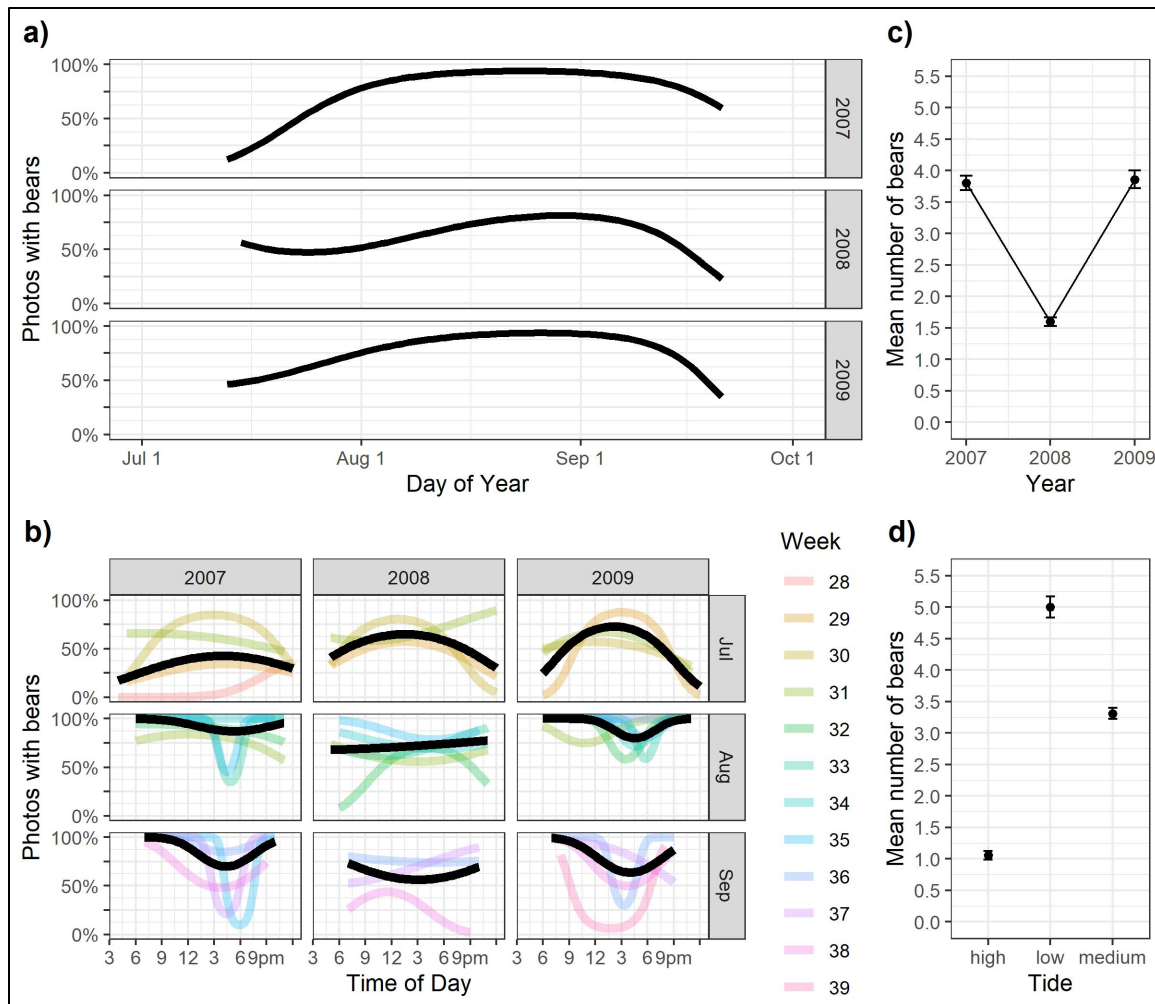 a)
Photos with bears
100%
50%
0%
2007
100%
50%
0%
2008
100%
50%
0%
2009
Jul 1 Aug 1 Sep 1 Oct 1
Day of Year
b)
2007 2008 2009
Photos with bears
100%
50%
0%
Jul
100%
50%
0%
Aug
100%
50%
0%
Sep
3 6 9 12 3 6 9pm 3 6 9 12 3 6 9pm 3 6 9 12 3 6 9pm
Time of Day
Week
28
29
30
31
32
33
34
35
36
37
38
39
c)
Mean number of bears
5.5
5.0
4.5
4.0
3.5
3.0
2.5
2.0
1.5
1.0
0.5
0.0
2007 2008 2009
Year
d)
Mean number of bears
5.5
5.0
4.5
4.0
3.5
3.0
2.5
2.0
1.5
1.0
0.5
0.0
high low medium
Tide